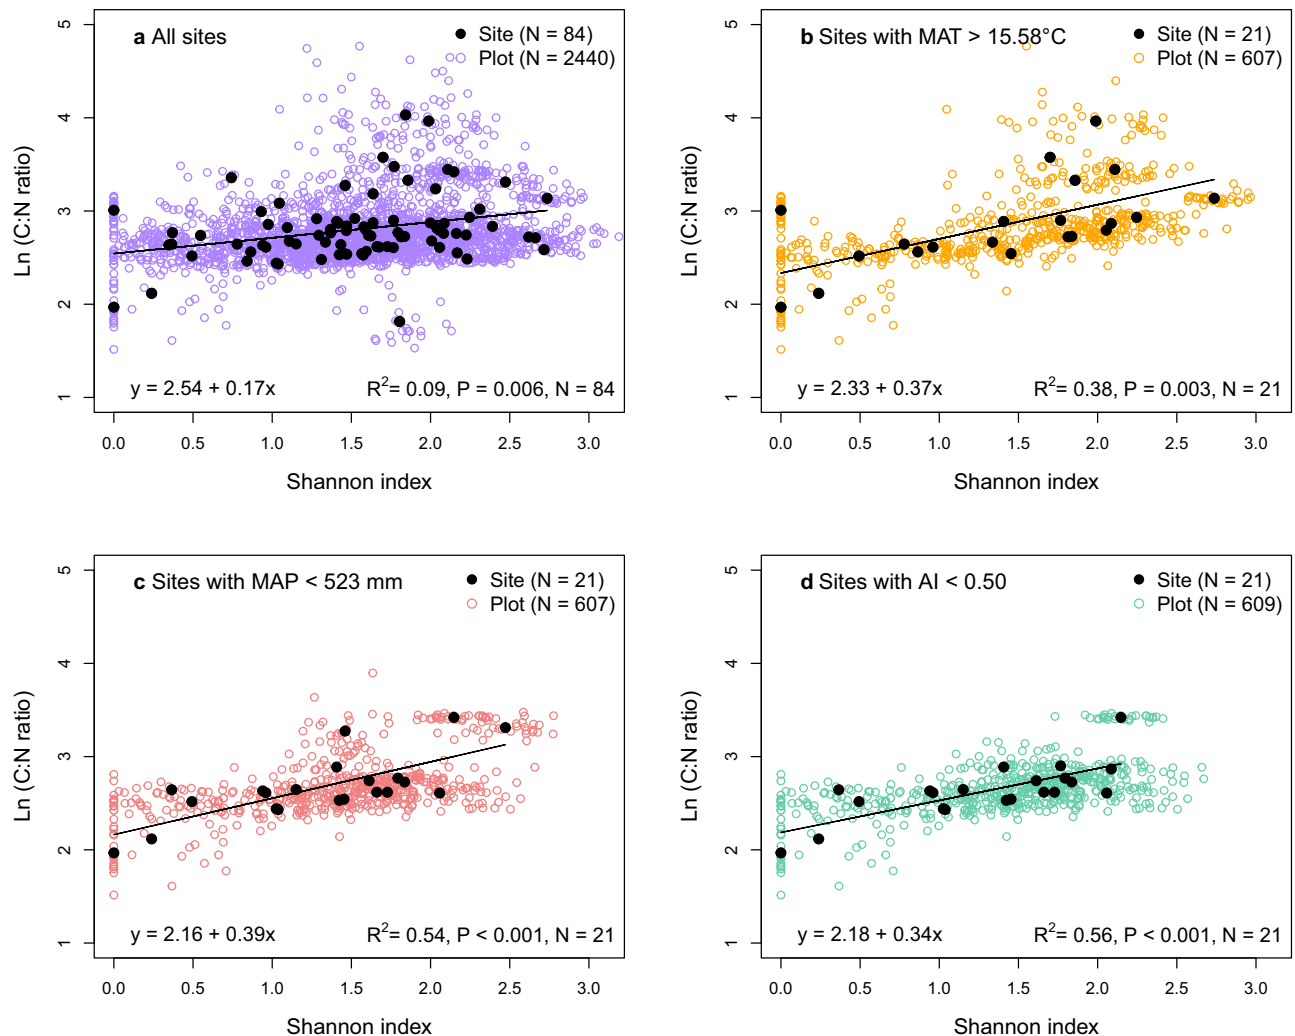 a All sites
Site (N = 84)
Plot (N = 2440)
5
4
3
2
1
Ln (C:N ratio)
y = 2.54 + 0.17x
R²= 0.09, P = 0.006, N = 84
0.0 0.5 1.0 1.5 2.0 2.5 3.0
Shannon index
b Sites with MAT > 15.58°C
Site (N = 21)
Plot (N = 607)
5
4
3
2
1
Ln (C:N ratio)
y = 2.33 + 0.37x
R²= 0.38, P = 0.003, N = 21
0.0 0.5 1.0 1.5 2.0 2.5 3.0
Shannon index
c Sites with MAP < 523 mm
Site (N = 21)
Plot (N = 607)
5
4
3
2
1
Ln (C:N ratio)
y = 2.16 + 0.39x
R²= 0.54, P < 0.001, N = 21
0.0 0.5 1.0 1.5 2.0 2.5 3.0
Shannon index
d Sites with AI < 0.50
Site (N = 21)
Plot (N = 609)
5
4
3
2
1
Ln (C:N ratio)
y = 2.18 + 0.34x
R²= 0.56, P < 0.001, N = 21
0.0 0.5 1.0 1.5 2.0 2.5 3.0
Shannon index